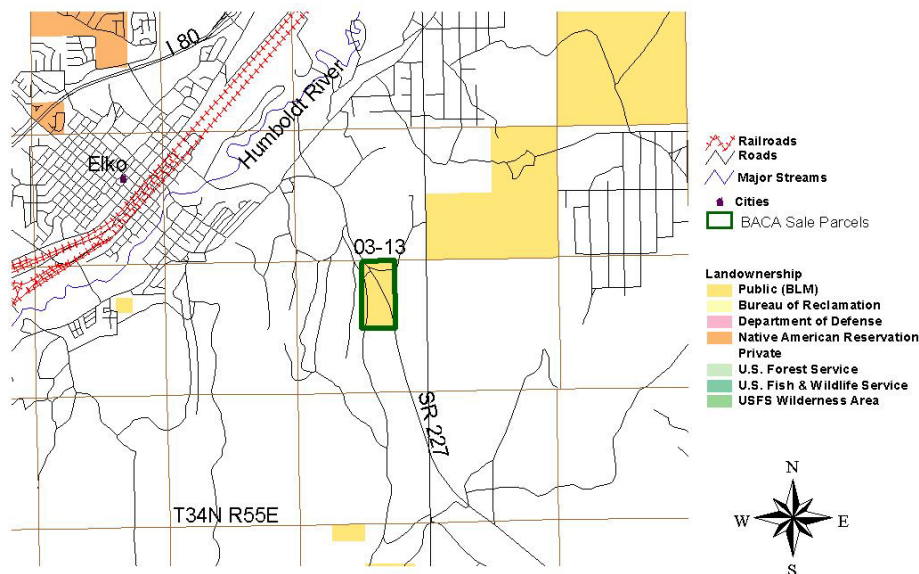 I 80
Humboldt River
Elko
03-13
SR 227
T34N R55E
Railroads
Roads
Major Streams
Cities
BACA Sale Parcels
Landownership
Public (BLM)
Bureau of Reclamation
Department of Defense
Native American Reservation
Private
U.S. Forest Service
U.S. Fish & Wildlife Service
USFS Wilderness Area
N
W E
S